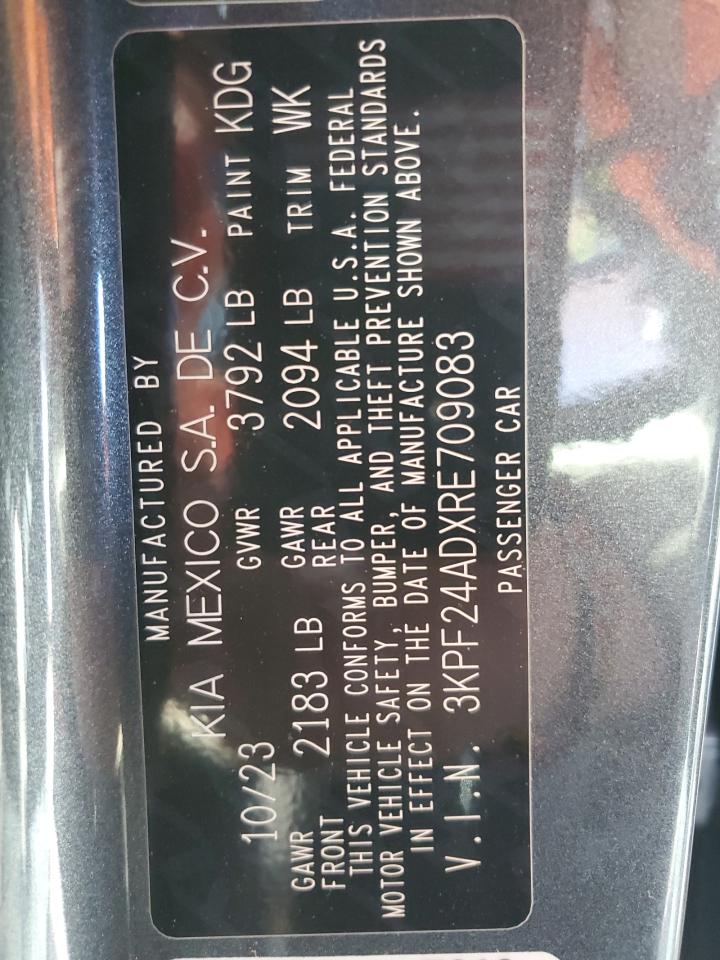 MANUFACTURED BY
KIA MEXICO S.A. DE C.V.
10/23 GVWR 3792 LB PAINT KDG
GAWR FRONT 2183 LB GAWR REAR 2094 LB TRIM WK
THIS VEHICLE CONFORMS TO ALL APPLICABLE U.S.A. FEDERAL
MOTOR VEHICLE SAFETY, BUMPER, AND THEFT PREVENTION STANDARDS
IN EFFECT ON THE DATE OF MANUFACTURE SHOWN ABOVE.
V.I.N. 3KPF24ADXRE709083
PASSENGER CAR